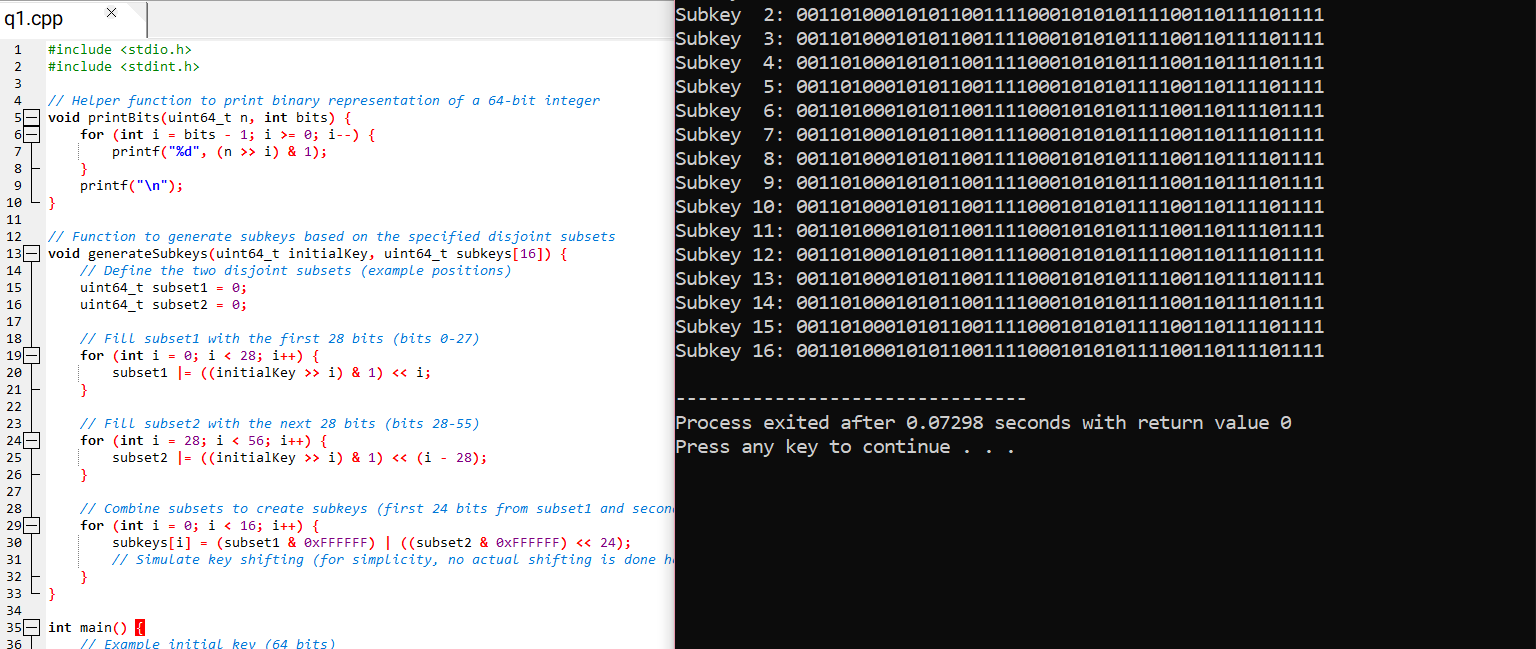 q1.cpp ×
1 #include <stdio.h>
2 #include <stdint.h>
3
4 // Helper function to print binary representation of a 64-bit integer
5 void printBits(uint64_t n, int bits) {
6 for (int i = bits - 1; i >= 0; i--) {
7 printf("%d", (n >> i) & 1);
8 }
9 printf("\n");
10 }
11
12 // Function to generate subkeys based on the specified disjoint subsets
13 void generateSubkeys(uint64_t initialKey, uint64_t subkeys[16]) {
14 // Define the two disjoint subsets (example positions)
15 uint64_t subset1 = 0;
16 uint64_t subset2 = 0;
17
18 // Fill subset1 with the first 28 bits (bits 0-27)
19 for (int i = 0; i < 28; i++) {
20 subset1 |= ((initialKey >> i) & 1) << i;
21 }
22
23 // Fill subset2 with the next 28 bits (bits 28-55)
24 for (int i = 28; i < 56; i++) {
25 subset2 |= ((initialKey >> i) & 1) << (i - 28);
26 }
27
28 // Combine subsets to create subkeys (first 24 bits from subset1 and secon
29 for (int i = 0; i < 16; i++) {
30 subkeys[i] = (subset1 & 0xFFFFFF) | ((subset2 & 0xFFFFFF) << 24);
31 // Simulate key shifting (for simplicity, no actual shifting is done h
32 }
33 }
34
35 int main() {
36 // Example initial key (64 bits)
Subkey  2: 001101000101011001111000101010111100110111101111
Subkey  3: 001101000101011001111000101010111100110111101111
Subkey  4: 001101000101011001111000101010111100110111101111
Subkey  5: 001101000101011001111000101010111100110111101111
Subkey  6: 001101000101011001111000101010111100110111101111
Subkey  7: 001101000101011001111000101010111100110111101111
Subkey  8: 001101000101011001111000101010111100110111101111
Subkey  9: 001101000101011001111000101010111100110111101111
Subkey 10: 001101000101011001111000101010111100110111101111
Subkey 11: 001101000101011001111000101010111100110111101111
Subkey 12: 001101000101011001111000101010111100110111101111
Subkey 13: 001101000101011001111000101010111100110111101111
Subkey 14: 001101000101011001111000101010111100110111101111
Subkey 15: 001101000101011001111000101010111100110111101111
Subkey 16: 001101000101011001111000101010111100110111101111
--------------------------------
Process exited after 0.07298 seconds with return value 0
Press any key to continue . . .